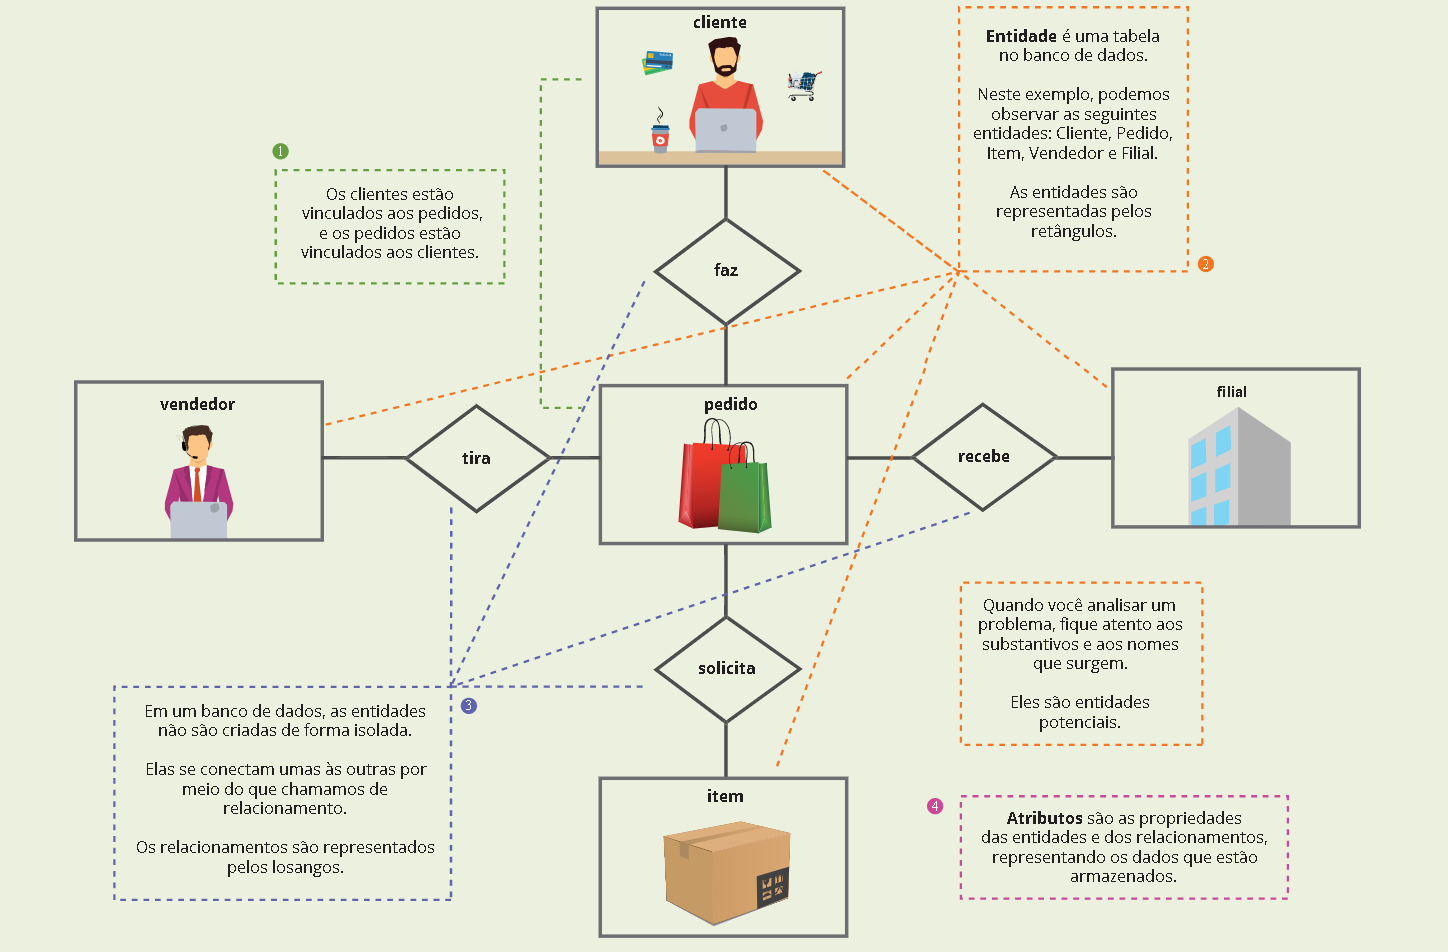 cliente
Entidade é uma tabela
no banco de dados.
Neste exemplo, podemos
observar as seguintes
entidades: Cliente, Pedido,
Item, Vendedor e Filial.
As entidades são
representadas pelos
retângulos.
2
1
Os clientes estão
vinculados aos pedidos,
e os pedidos estão
vinculados aos clientes.
faz
vendedor
tira
pedido
recebe
filial
solicita
Quando você analisar um
problema, fique atento aos
substantivos e aos nomes
que surgem.
Eles são entidades
potenciais.
3
Em um banco de dados, as entidades
não são criadas de forma isolada.
Elas se conectam umas às outras por
meio do que chamamos de
relacionamento.
Os relacionamentos são representados
pelos losangos.
item
4
Atributos são as propriedades
das entidades e dos relacionamentos,
representando os dados que estão
armazenados.